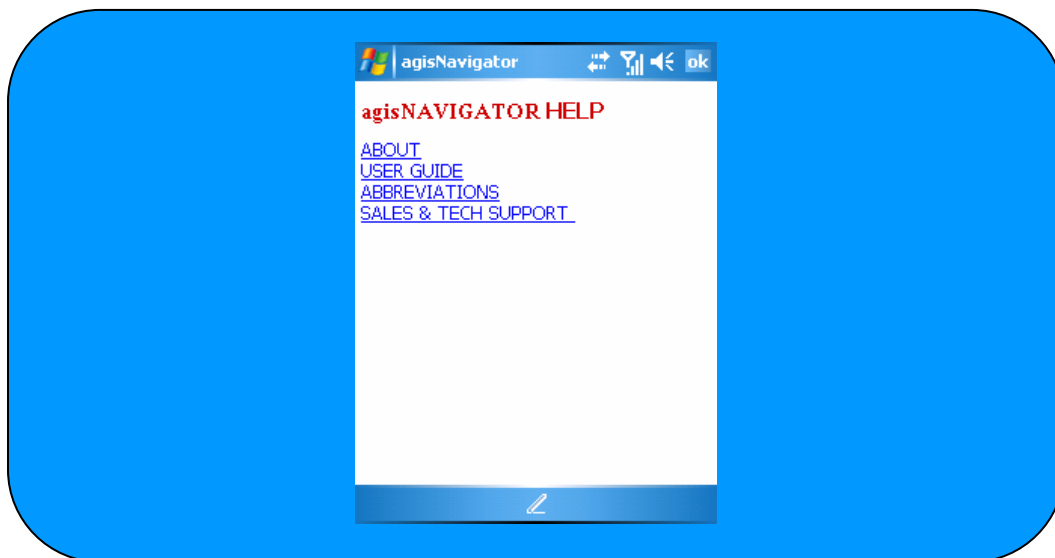 agisNavigator ok
agisNAVIGATOR HELP
ABOUT
USER GUIDE
ABBREVIATIONS
SALES & TECH SUPPORT